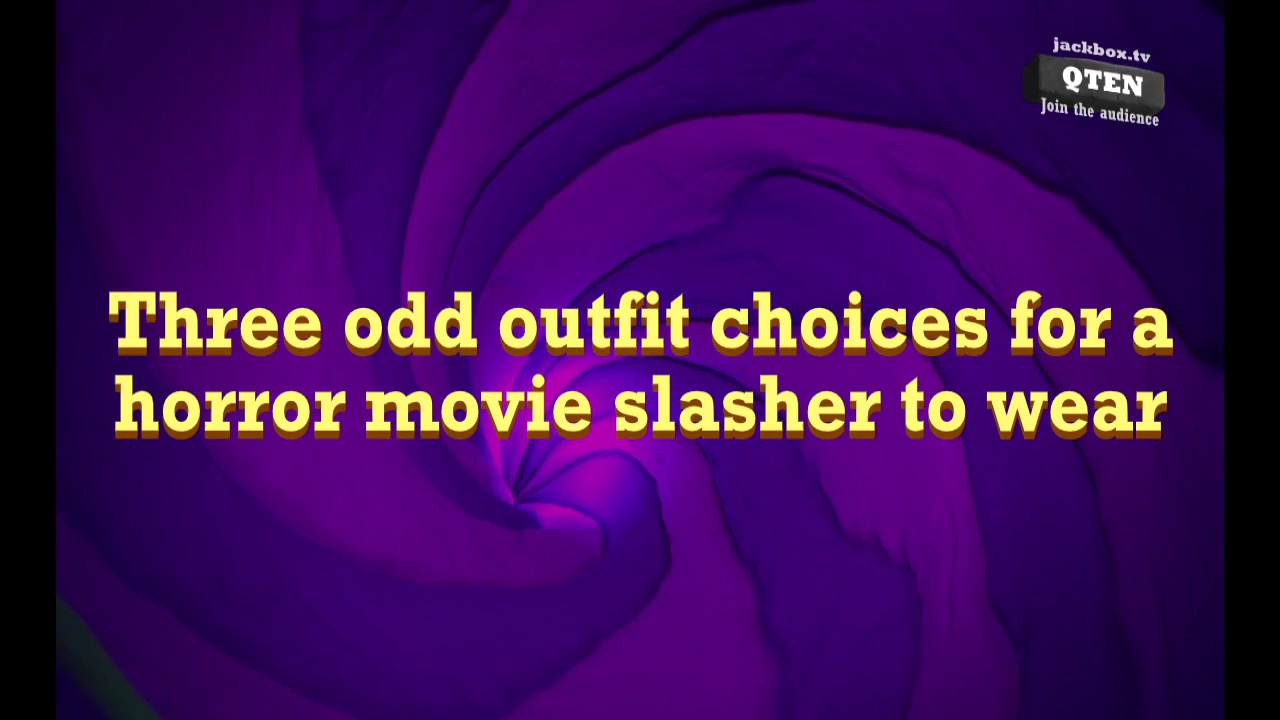 jackbox.tv
QTEN
Join the audience
Three odd outfit choices for a
horror movie slasher to wear